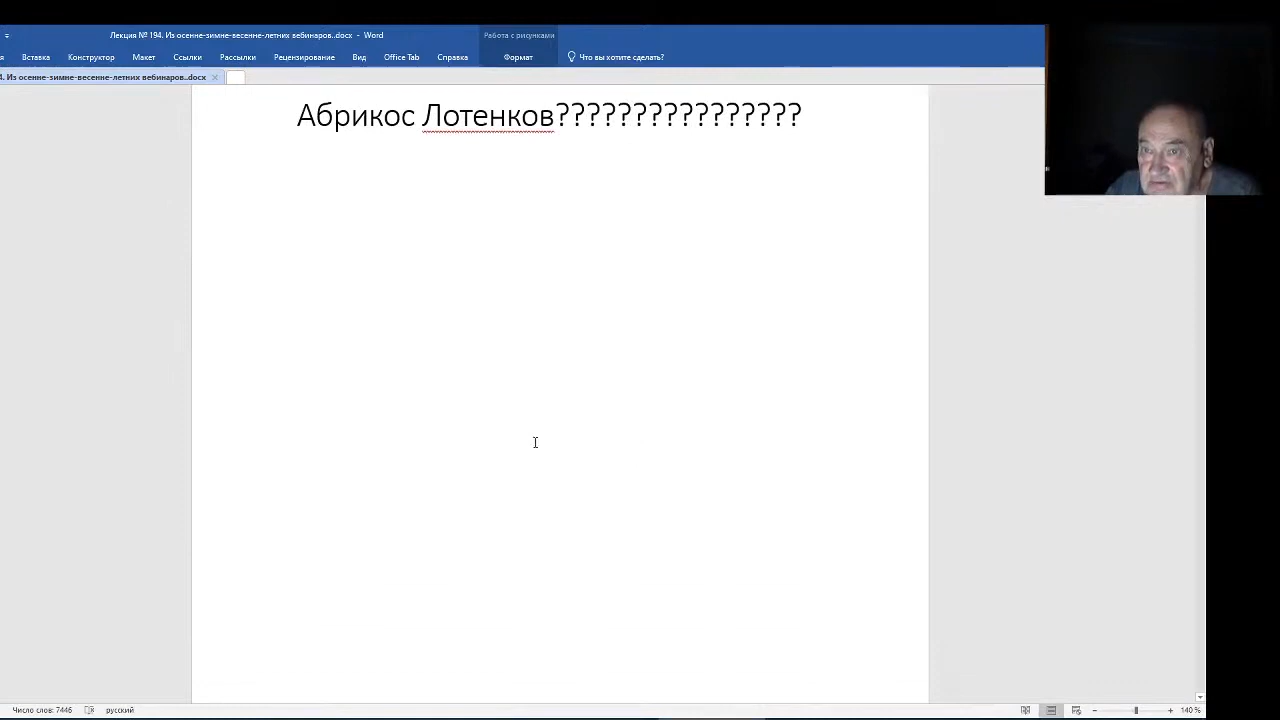 Лекция № 194. Из осенне-зимне-весенне-летних вебинаров..docx - Word
Работа с рисунками
я Вставка Конструктор Макет Ссылки Рассылки Рецензирование Вид Office Tab Справка Формат Что вы хотите сделать?
4. Из осенне-зимне-весенне-летних вебинаров..docx
Абрикос Лотенков????????????????
Число слов: 7446 русский 140 %